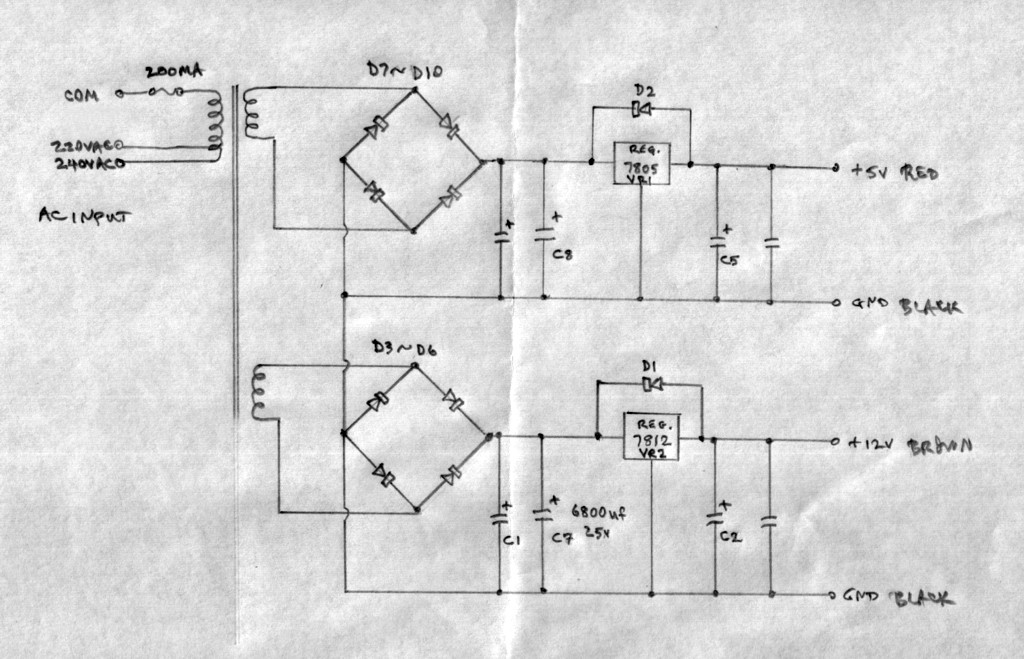 200MA
COM
220VAC
240VAC
AC INPUT
D7~D10
D2
REG.
7805
VR1
+5V RED
+
+
C8
+
C5
GND BLACK
D3~D6
D1
REG.
7812
VR2
+12V BROWN
+
C1
+
C7
6800uf
25v
+
C2
GND BLACK